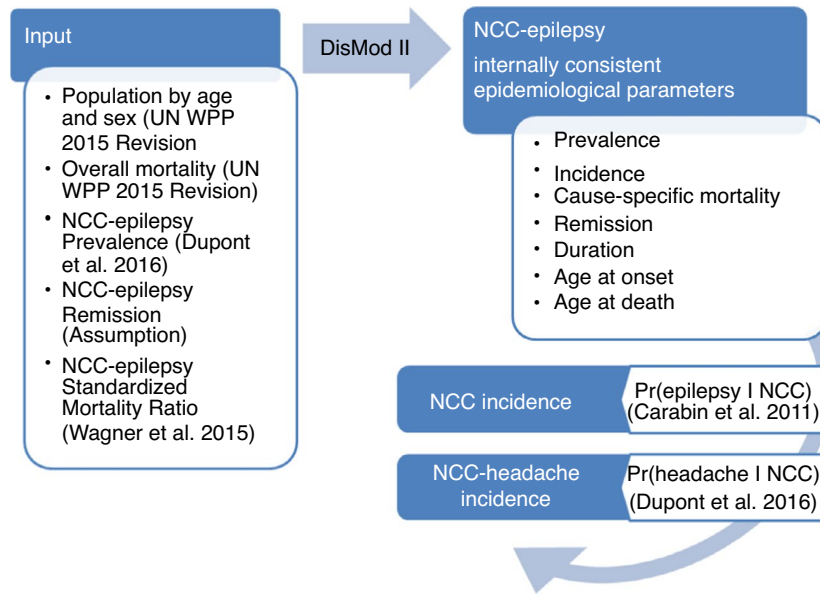 Input
• Population by age
and sex (UN WPP
2015 Revision
• Overall mortality (UN
WPP 2015 Revision)
• NCC-epilepsy
Prevalence (Dupont
et al. 2016)
• NCC-epilepsy
Remission
(Assumption)
• NCC-epilepsy
Standardized
Mortality Ratio
(Wagner et al. 2015)
DisMod II
NCC-epilepsy
internally consistent
epidemiological parameters
• Prevalence
• Incidence
• Cause-specific mortality
• Remission
• Duration
• Age at onset
• Age at death
NCC incidence
Pr(epilepsy I NCC)
(Carabin et al. 2011)
NCC-headache
incidence
Pr(headache I NCC)
(Dupont et al. 2016)